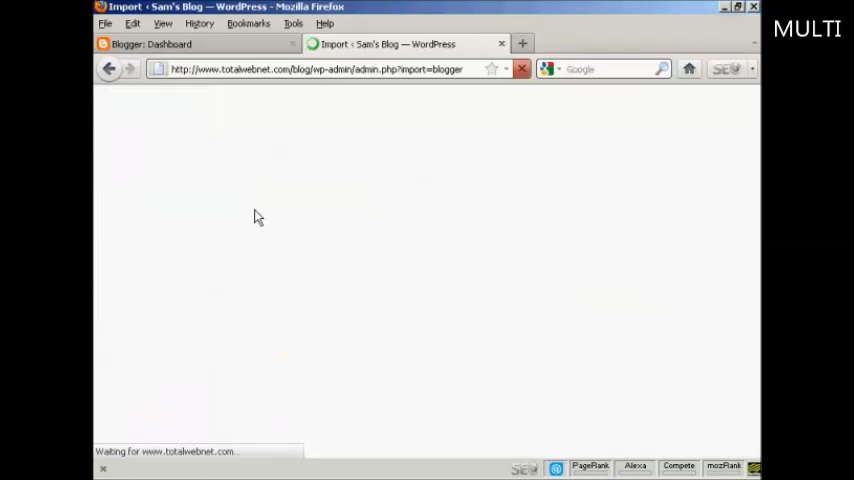 Import ‹ Sam's Blog — WordPress - Mozilla Firefox
MULTI
File Edit View History Bookmarks Tools Help
Blogger: Dashboard
Import ‹ Sam's Blog — WordPress
http://www.totalwebnet.com/blog/wp-admin/admin.php?import=blogger
Google
SE
Waiting for www.totalwebnet.com...
SE PageRank Alexa Compete mozRank